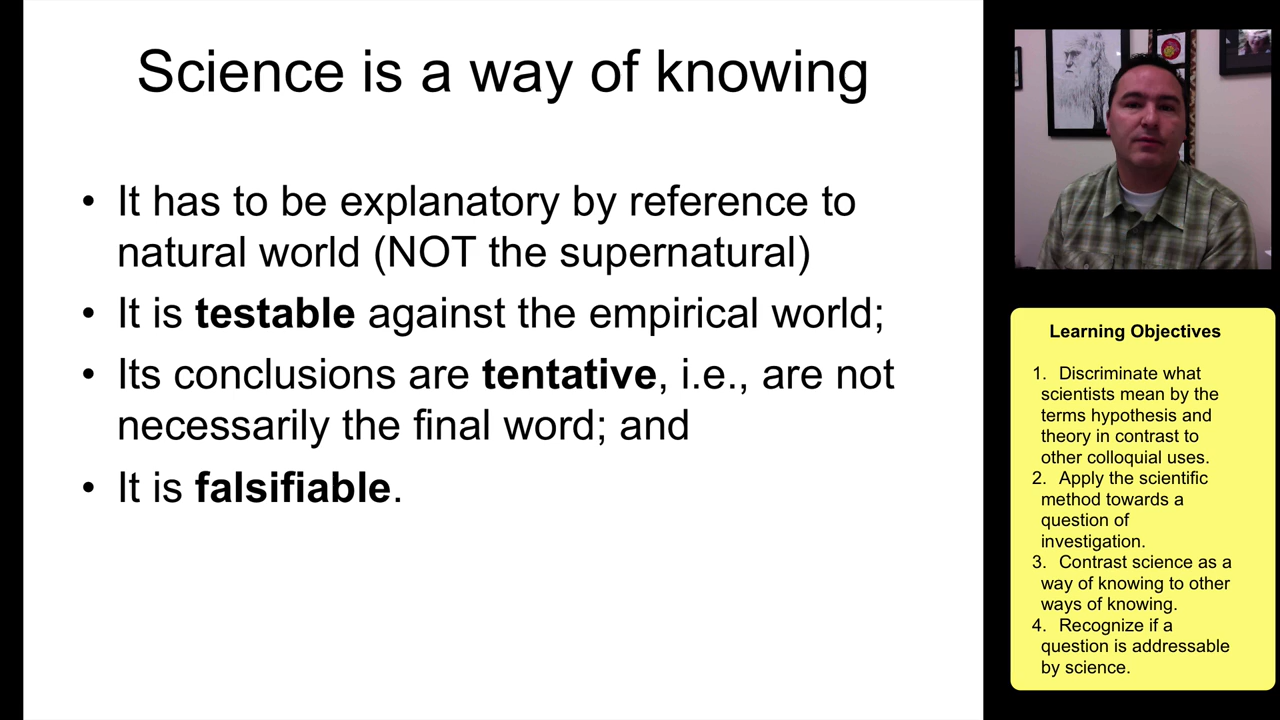 Science is a way of knowing
• It has to be explanatory by reference to
natural world (NOT the supernatural)
• It is testable against the empirical world;
• Its conclusions are tentative, i.e., are not
necessarily the final word; and
• It is falsifiable.
Learning Objectives
1. Discriminate what
scientists mean by the
terms hypothesis and
theory in contrast to
other colloquial uses.
2. Apply the scientific
method towards a
question of
investigation.
3. Contrast science as a
way of knowing to other
ways of knowing.
4. Recognize if a
question is addressable
by science.